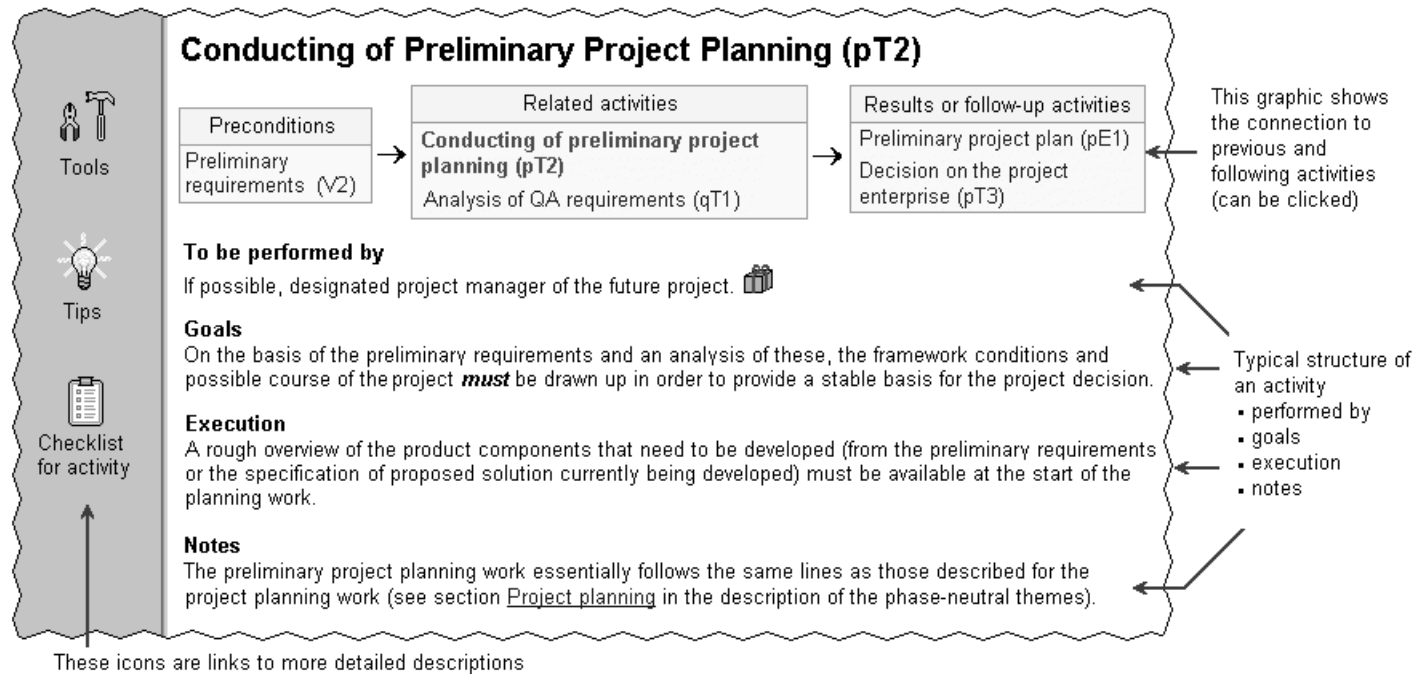 Conducting of Preliminary Project Planning (pT2)
Tools
Tips
Checklist
for activity
Preconditions
Preliminary
requirements (V2)
Related activities
Conducting of preliminary project
planning (pT2)
Analysis of QA requirements (qT1)
Results or follow-up activities
Preliminary project plan (pE1)
Decision on the project
enterprise (pT3)
This graphic shows
the connection to
previous and
following activities
(can be clicked)
To be performed by
If possible, designated project manager of the future project.
Goals
On the basis of the preliminary requirements and an analysis of these, the framework conditions and
possible course of the project must be drawn up in order to provide a stable basis for the project decision.
Execution
A rough overview of the product components that need to be developed (from the preliminary requirements
or the specification of proposed solution currently being developed) must be available at the start of the
planning work.
Notes
The preliminary project planning work essentially follows the same lines as those described for the
project planning work (see section Project planning in the description of the phase-neutral themes).
Typical structure of
an activity
▪ performed by
▪ goals
▪ execution
▪ notes
These icons are links to more detailed descriptions